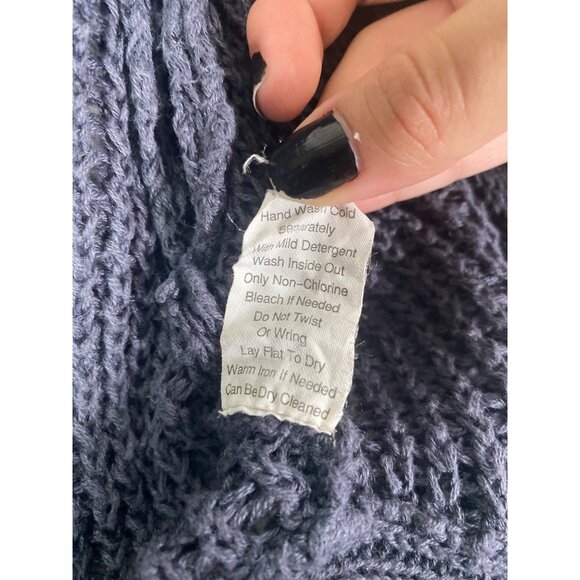 Hand Wash Cold
Separately
With Mild Detergent
Wash Inside Out
Only Non-Chlorine
Bleach If Needed
Do Not Twist
Or Wring
Lay Flat To Dry
Warm Iron If Needed
Can Be Dry Cleaned